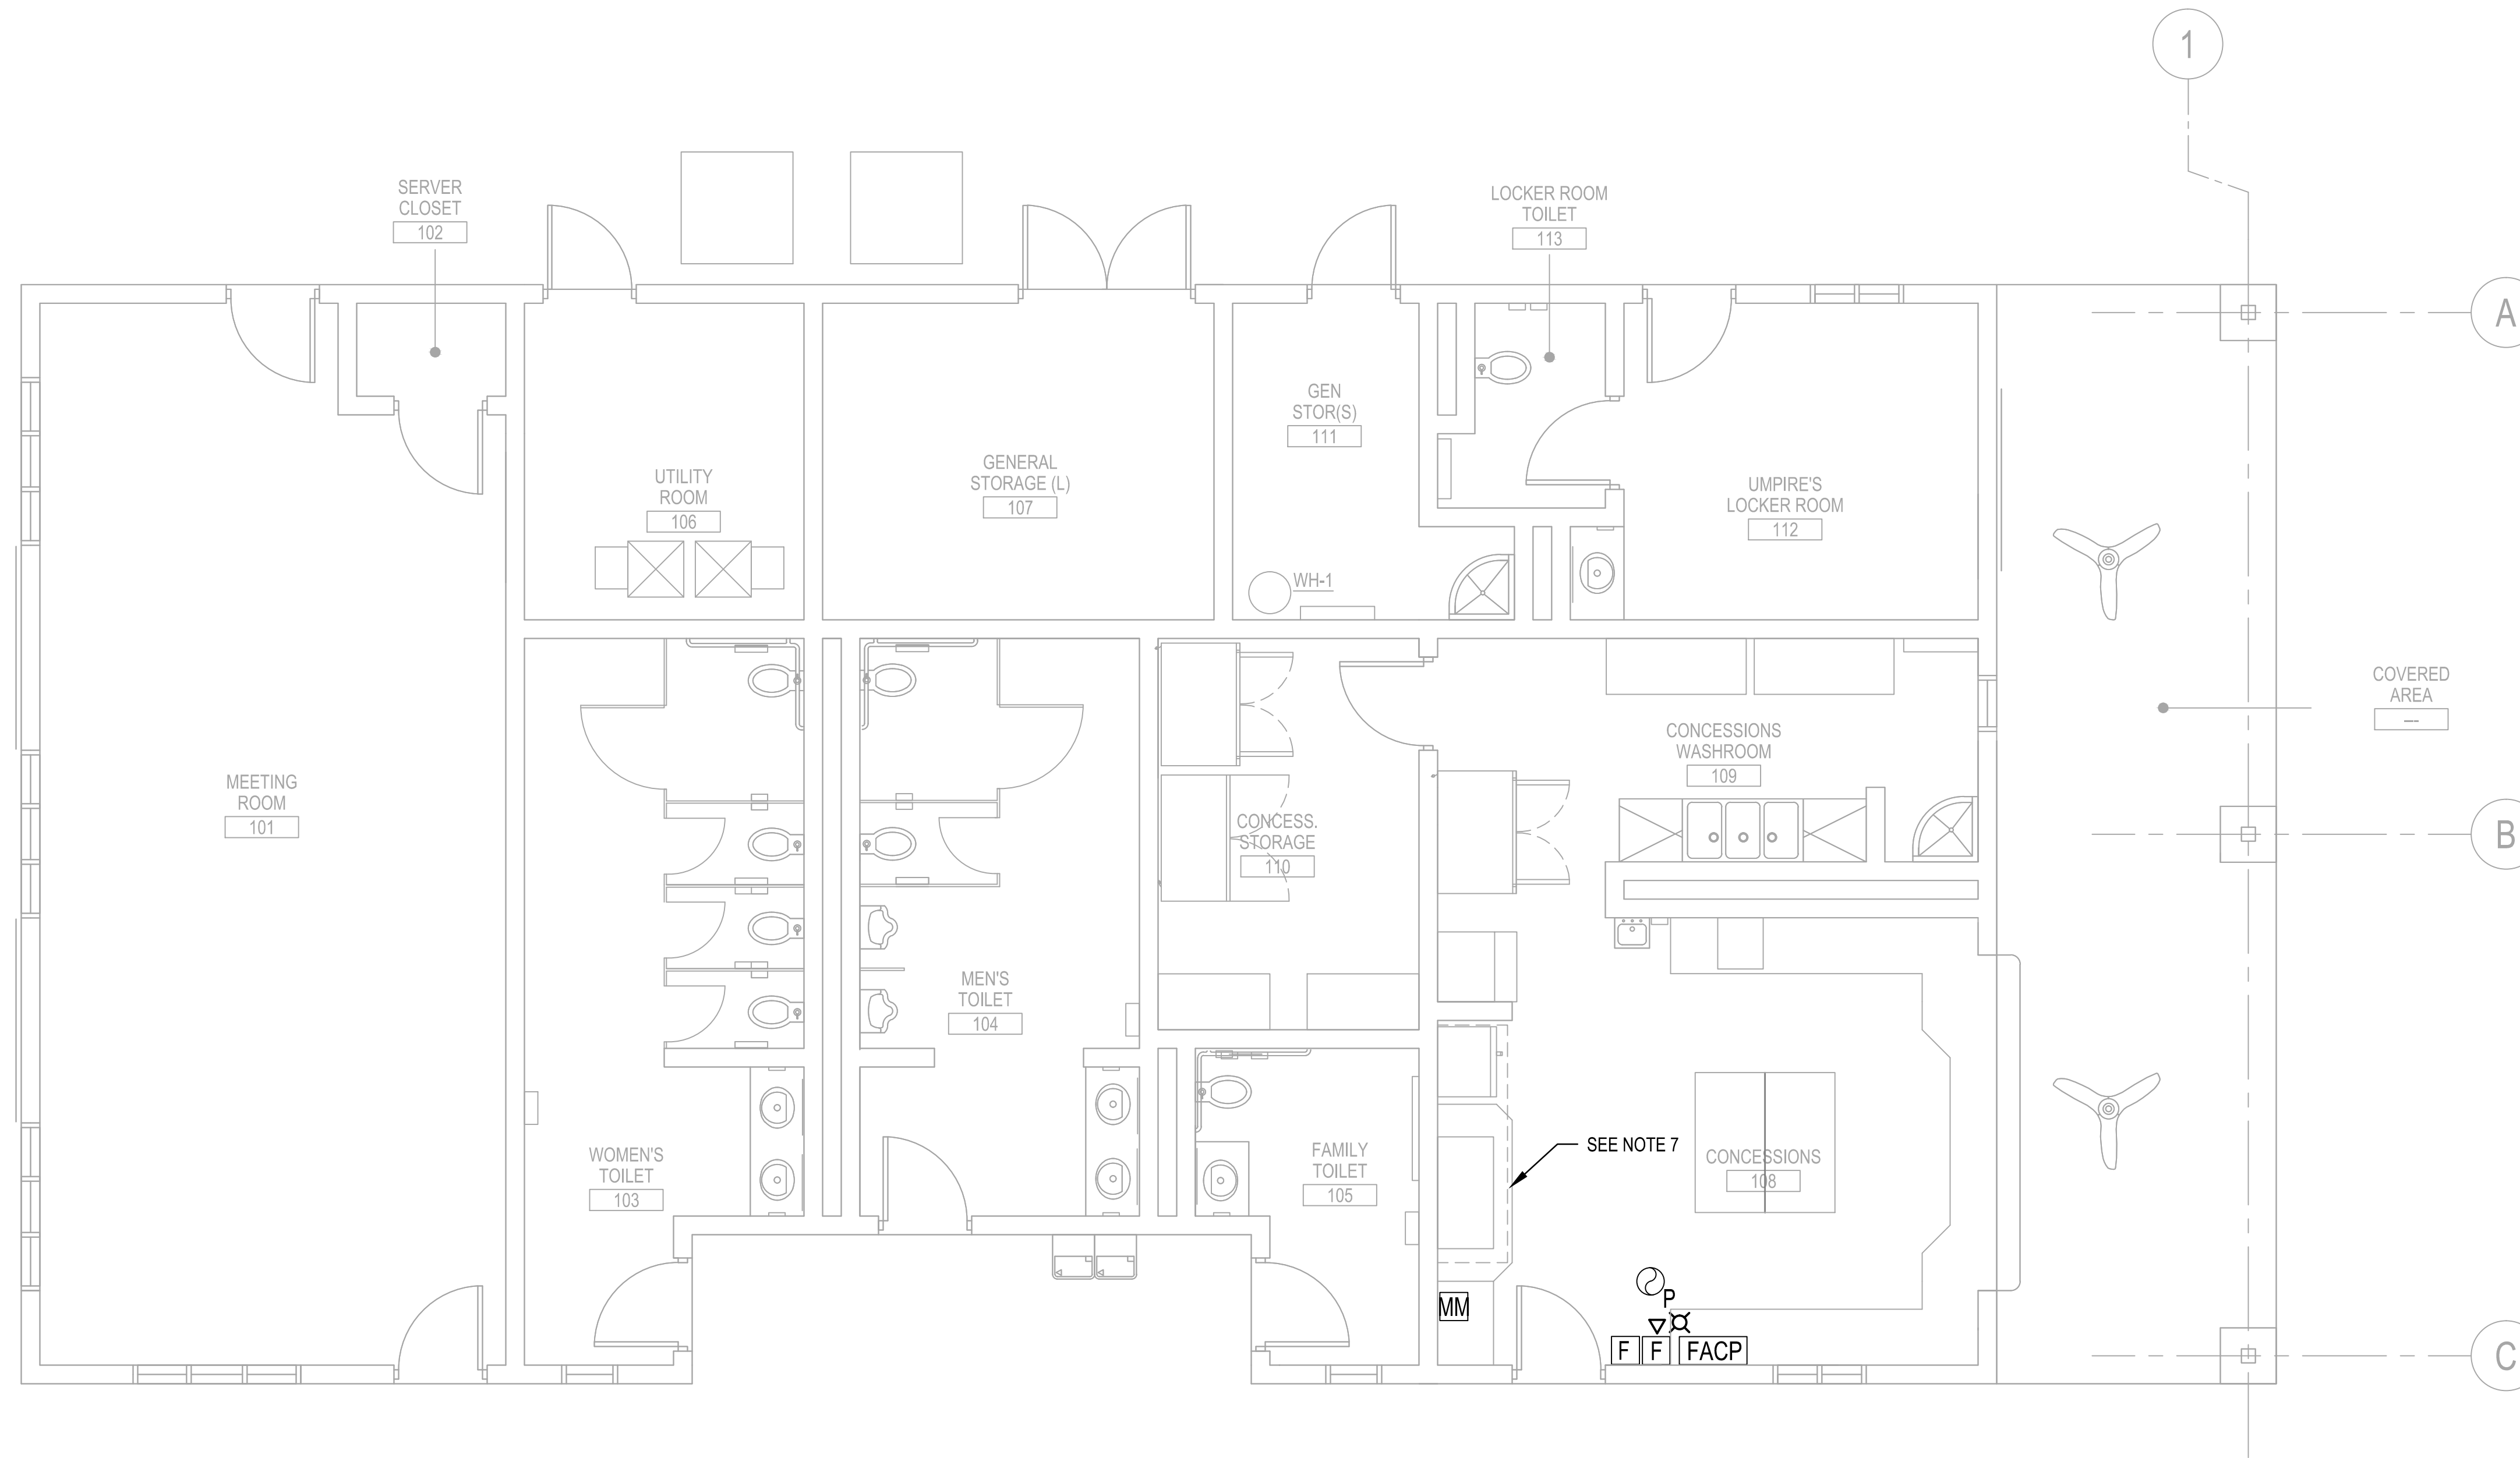 1
SERVER
CLOSET
102
LOCKER ROOM
TOILET
113
A
GEN
STOR(S)
111
UTILITY
ROOM
106
GENERAL
STORAGE (L)
107
UMPIRE'S
LOCKER ROOM
112
WH-1
COVERED
AREA
---
CONCESSIONS
WASHROOM
109
MEETING
ROOM
101
CONCESS.
STORAGE
110
B
MEN'S
TOILET
104
WOMEN'S
TOILET
103
FAMILY
TOILET
105
SEE NOTE 7
CONCESSIONS
108
MM
P
F F FACP
C